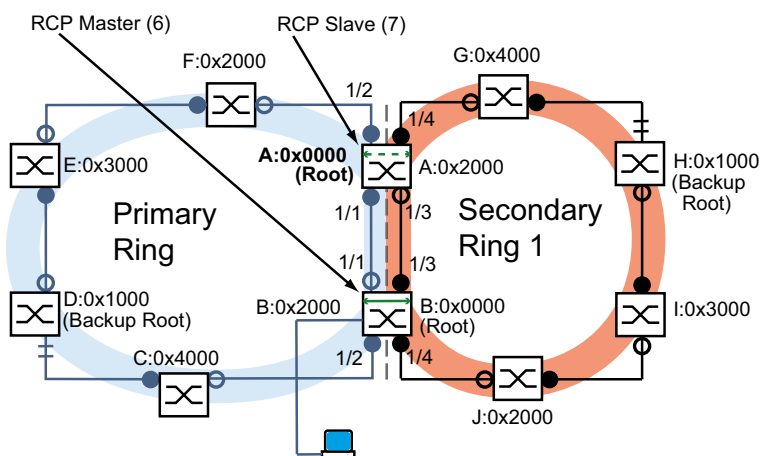 RCP Master (6)
RCP Slave (7)
F:0x2000
G:0x4000
1/2
1/4
E:0x3000
A:0x0000
(Root)
A:0x2000
H:0x1000
(Backup
Root)
Primary
Ring
1/1
1/3
Secondary
Ring 1
1/1
1/3
D:0x1000
(Backup Root)
B:0x2000
B:0x0000
(Root)
I:0x3000
C:0x4000
1/2
1/4
J:0x2000